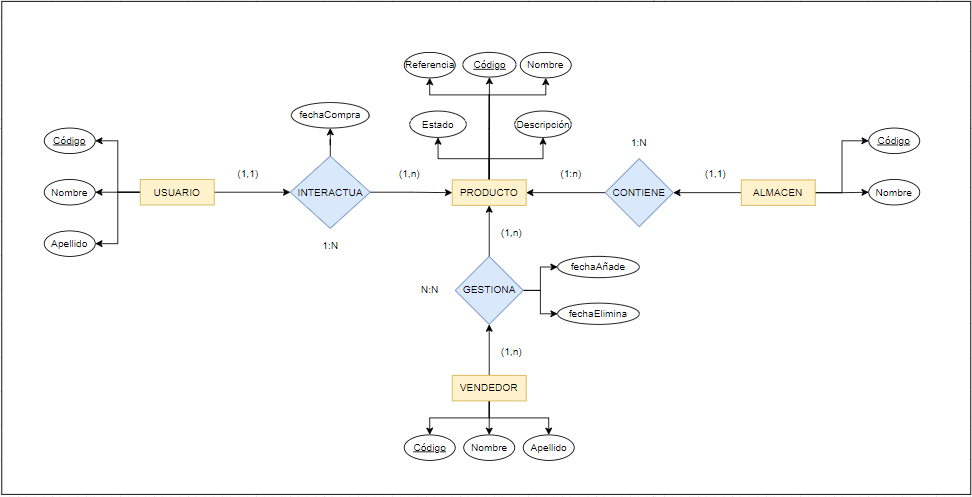 Referencia
Código
Nombre
fechaCompra
Estado
Descripción
Código
1:N
Código
(1,1)
(1,n)
(1:n)
(1,1)
Nombre
USUARIO
INTERACTUA
PRODUCTO
CONTIENE
ALMACEN
Nombre
Apellido
1:N
(1,n)
fechaAñade
N:N
GESTIONA
fechaElimina
(1,n)
VENDEDOR
Código
Nombre
Apellido